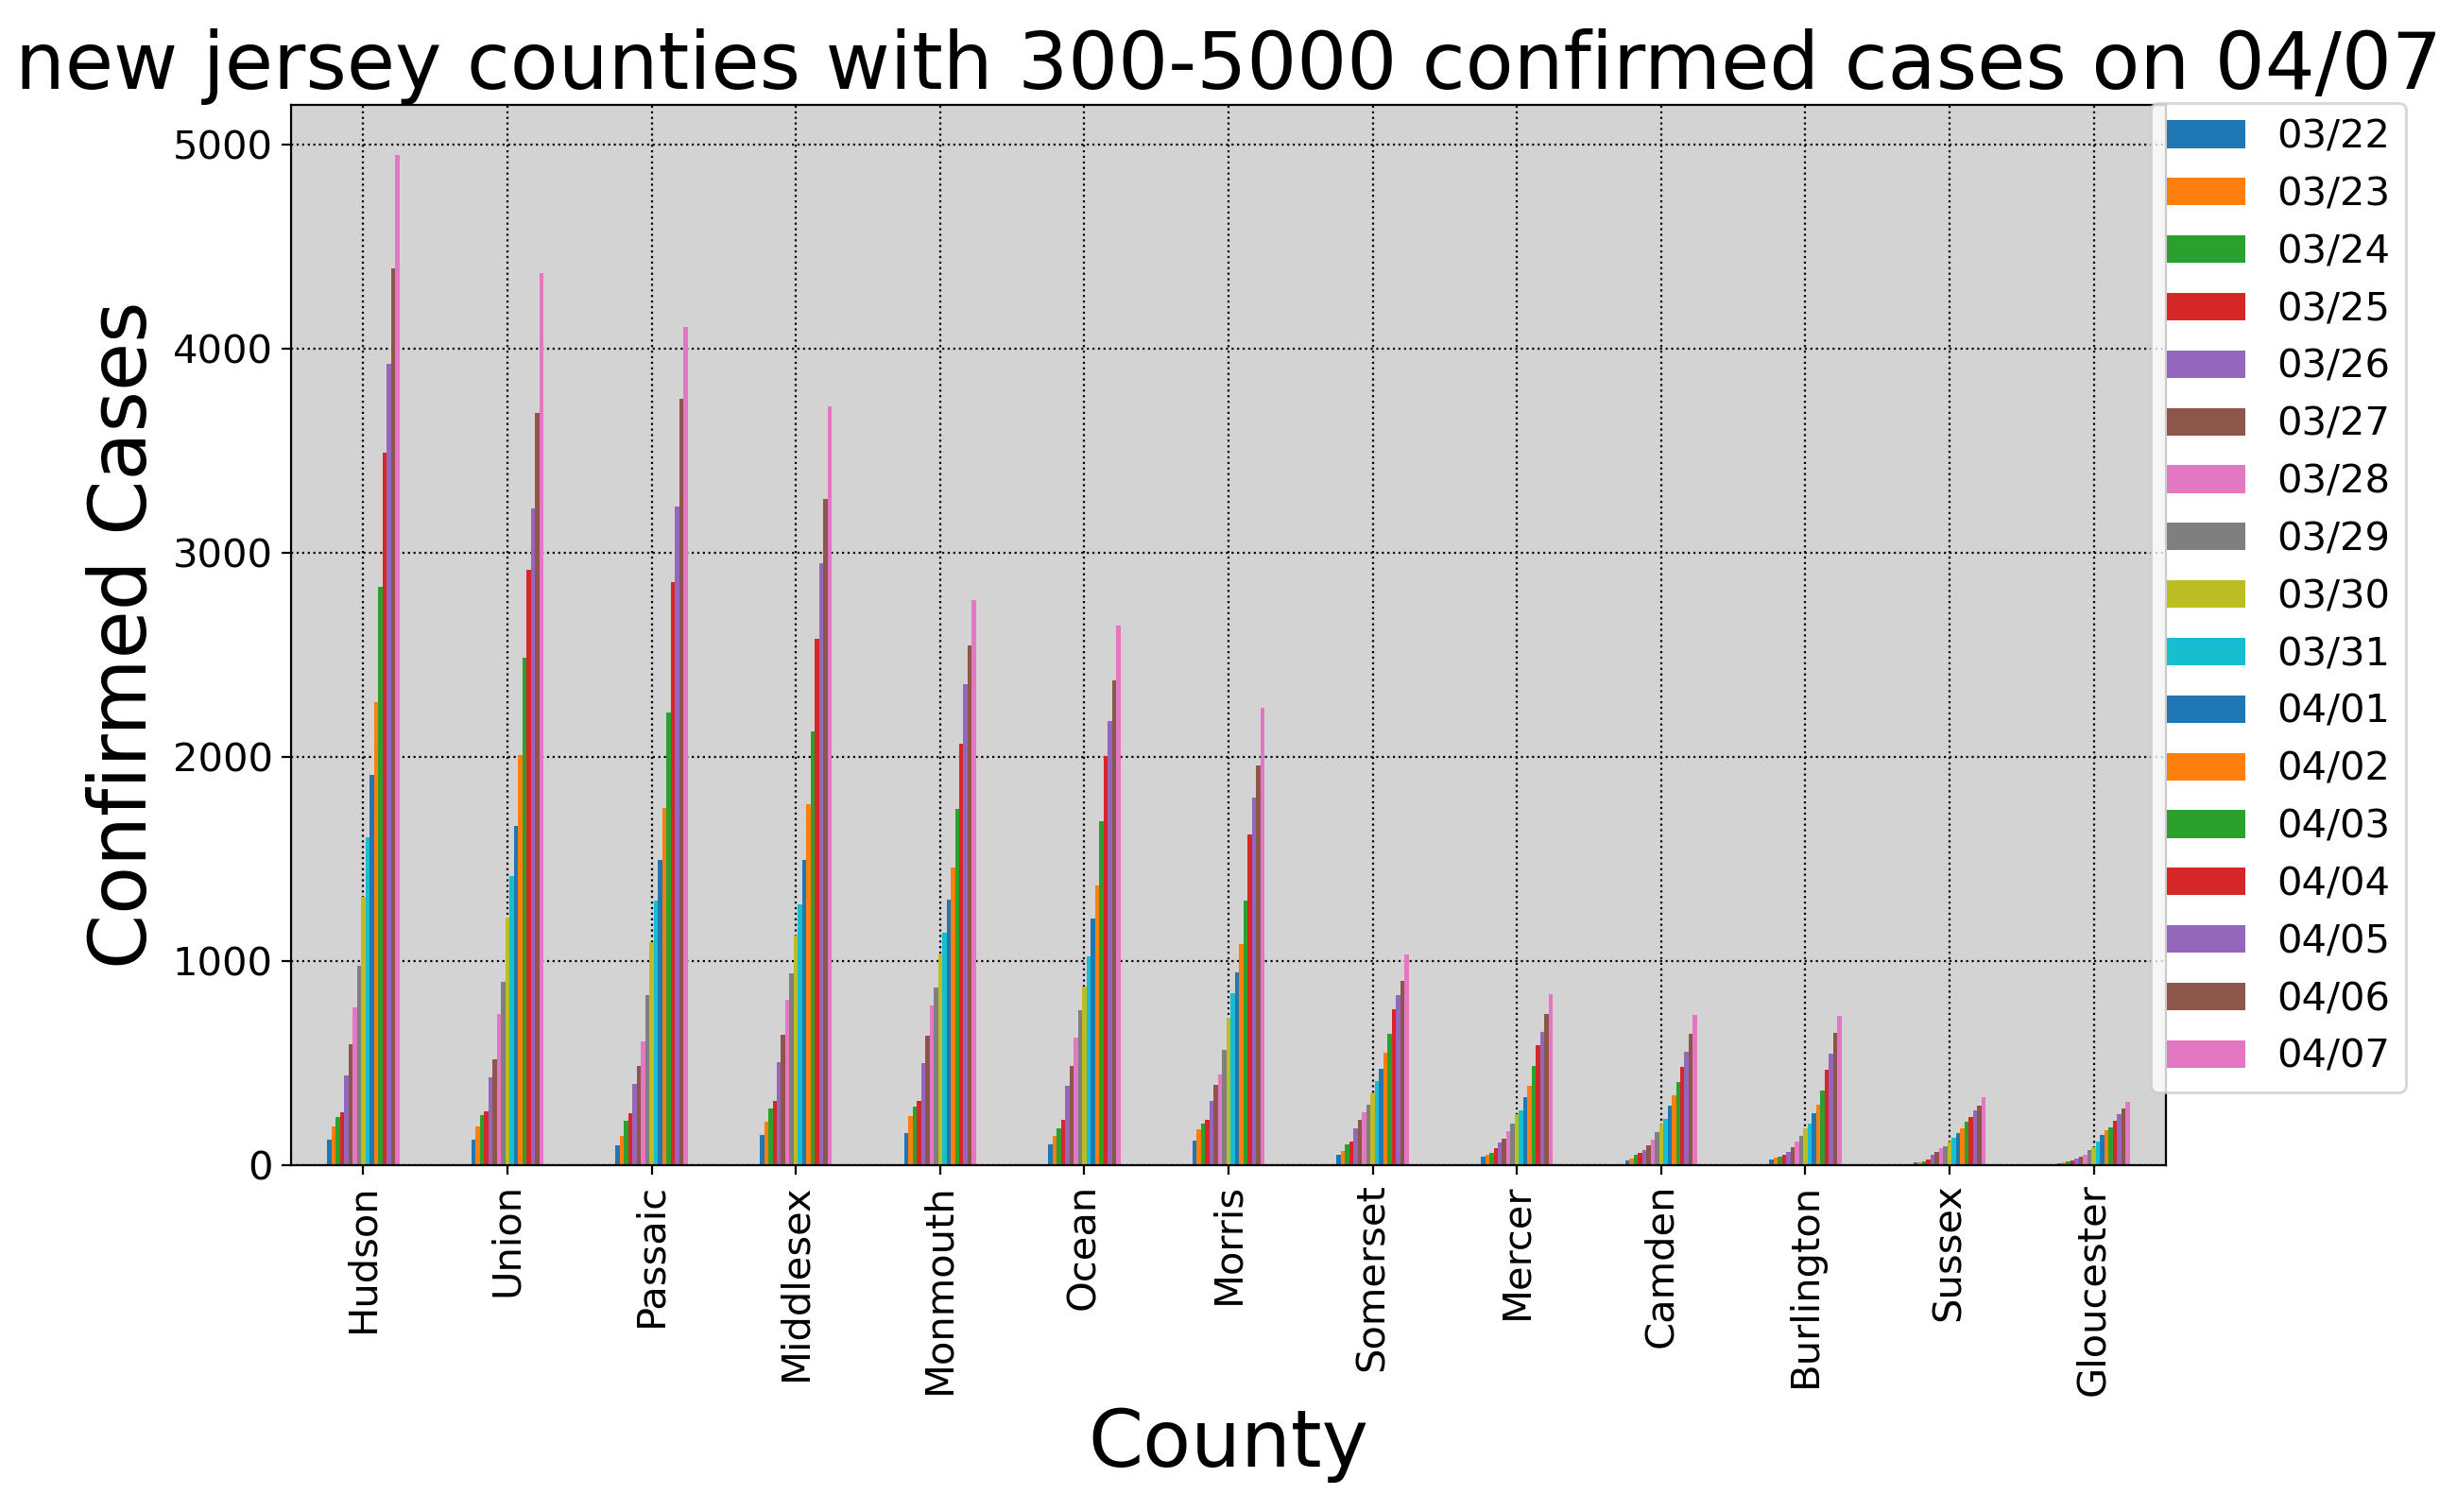 new jersey counties with 300-5000 confirmed cases on 04/07
Confirmed Cases
5000
4000
3000
2000
1000
0
03/22
03/23
03/24
03/25
03/26
03/27
03/28
03/29
03/30
03/31
04/01
04/02
04/03
04/04
04/05
04/06
04/07
Hudson
Union
Passaic
Middlesex
Monmouth
Ocean
Morris
Somerset
Mercer
Camden
Burlington
Sussex
Gloucester
County